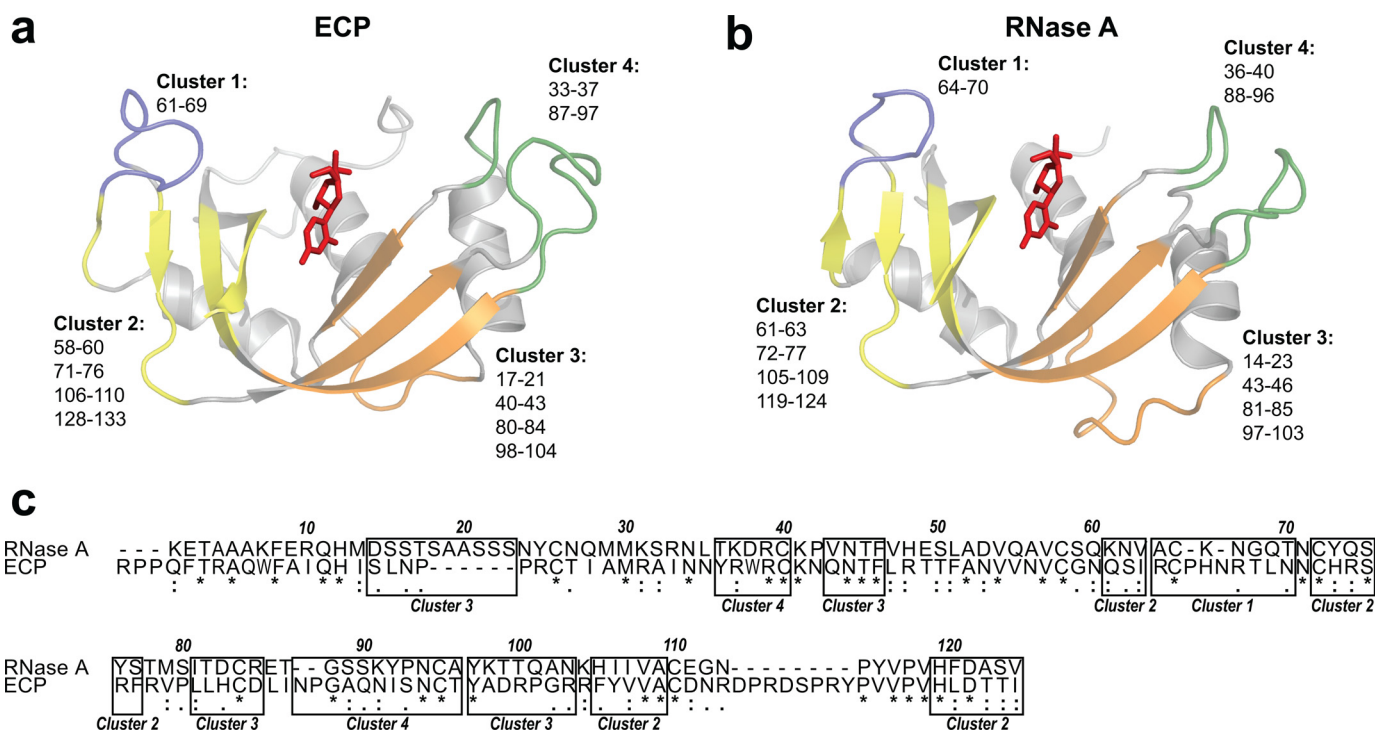 a
ECP
Cluster 1:
61-69
Cluster 4:
33-37
87-97
Cluster 2:
58-60
71-76
106-110
128-133
Cluster 3:
17-21
40-43
80-84
98-104
b
RNase A
Cluster 1:
64-70
Cluster 4:
36-40
88-96
Cluster 2:
61-63
72-77
105-109
119-124
Cluster 3:
14-23
43-46
81-85
97-103
c
10 20 30 40 50 60 70
RNase A - - - KETAAAKFERQHMDSSTSAASSSNYCNQMMKSRNLTKDRCKPVNTFVHESLADVQAVCSQKNVAC-K-NGQTNCYQS
ECP RPPQFTRAQWFAIQHISLNP------PRCTIAMRAINNYRWRCKNQNTFLRTTFANVVNVCGNQSIRCPHNRTLNNCHRS
Cluster 3 Cluster 4 Cluster 3 Cluster 2 Cluster 1 Cluster 2
80 90 100 110 120
RNase A YSTMSITDCRET--GSSKYPNCAYKTTQANKHIIVACEGN--------PYVPVHFDASV
ECP RFRVPLLHCDLINPGAQNISNCTYADRPGRRFYVVACDNRDPRDSPRYPVVPVHLDTTI
Cluster 2 Cluster 3 Cluster 4 Cluster 3 Cluster 2 Cluster 2